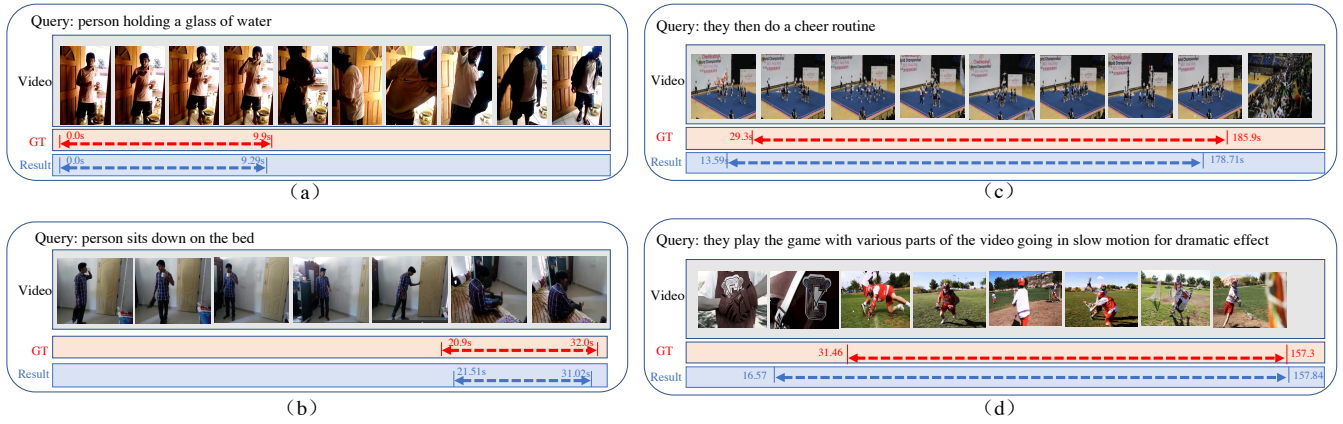 Query: person holding a glass of water
Video
GT
0.0s
9.9s
Result
0.0s
9.29s
(a)
Query: person sits down on the bed
Video
GT
20.9s
32.0s
Result
21.51s
31.02s
(b)
Query: they then do a cheer routine
Video
GT
29.3s
185.9s
Result
13.59s
178.71s
(c)
Query: they play the game with various parts of the video going in slow motion for dramatic effect
Video
GT
31.46
157.3
Result
16.57
157.84
(d)